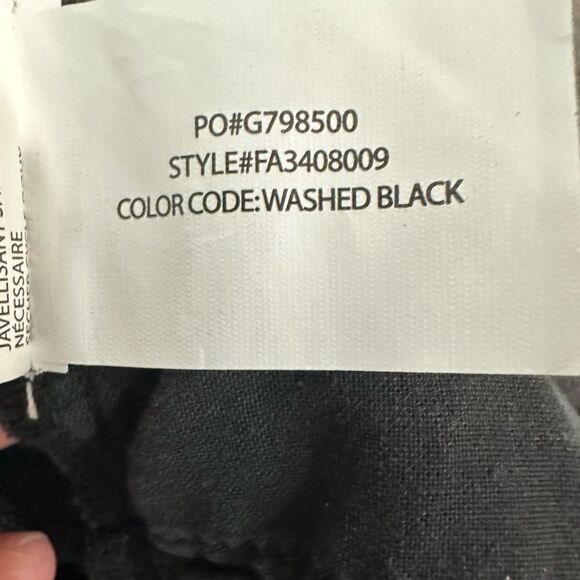 PO#G798500
STYLE#FA3408009
COLOR CODE: WASHED BLACK
JAVELLISANT
NÉCESSAIRE